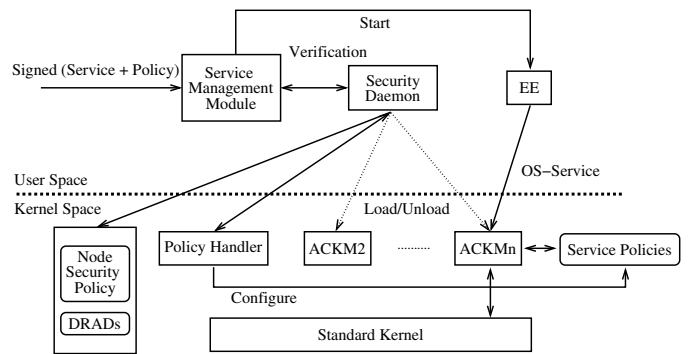 Start
Verification
Signed (Service + Policy)
Service
Management
Module
Security
Daemon
EE
OS−Service
User Space
Kernel Space
Load/Unload
Node
Security
Policy
DRADs
Policy Handler
ACKM2
........
ACKMn
Service Policies
Configure
Standard Kernel